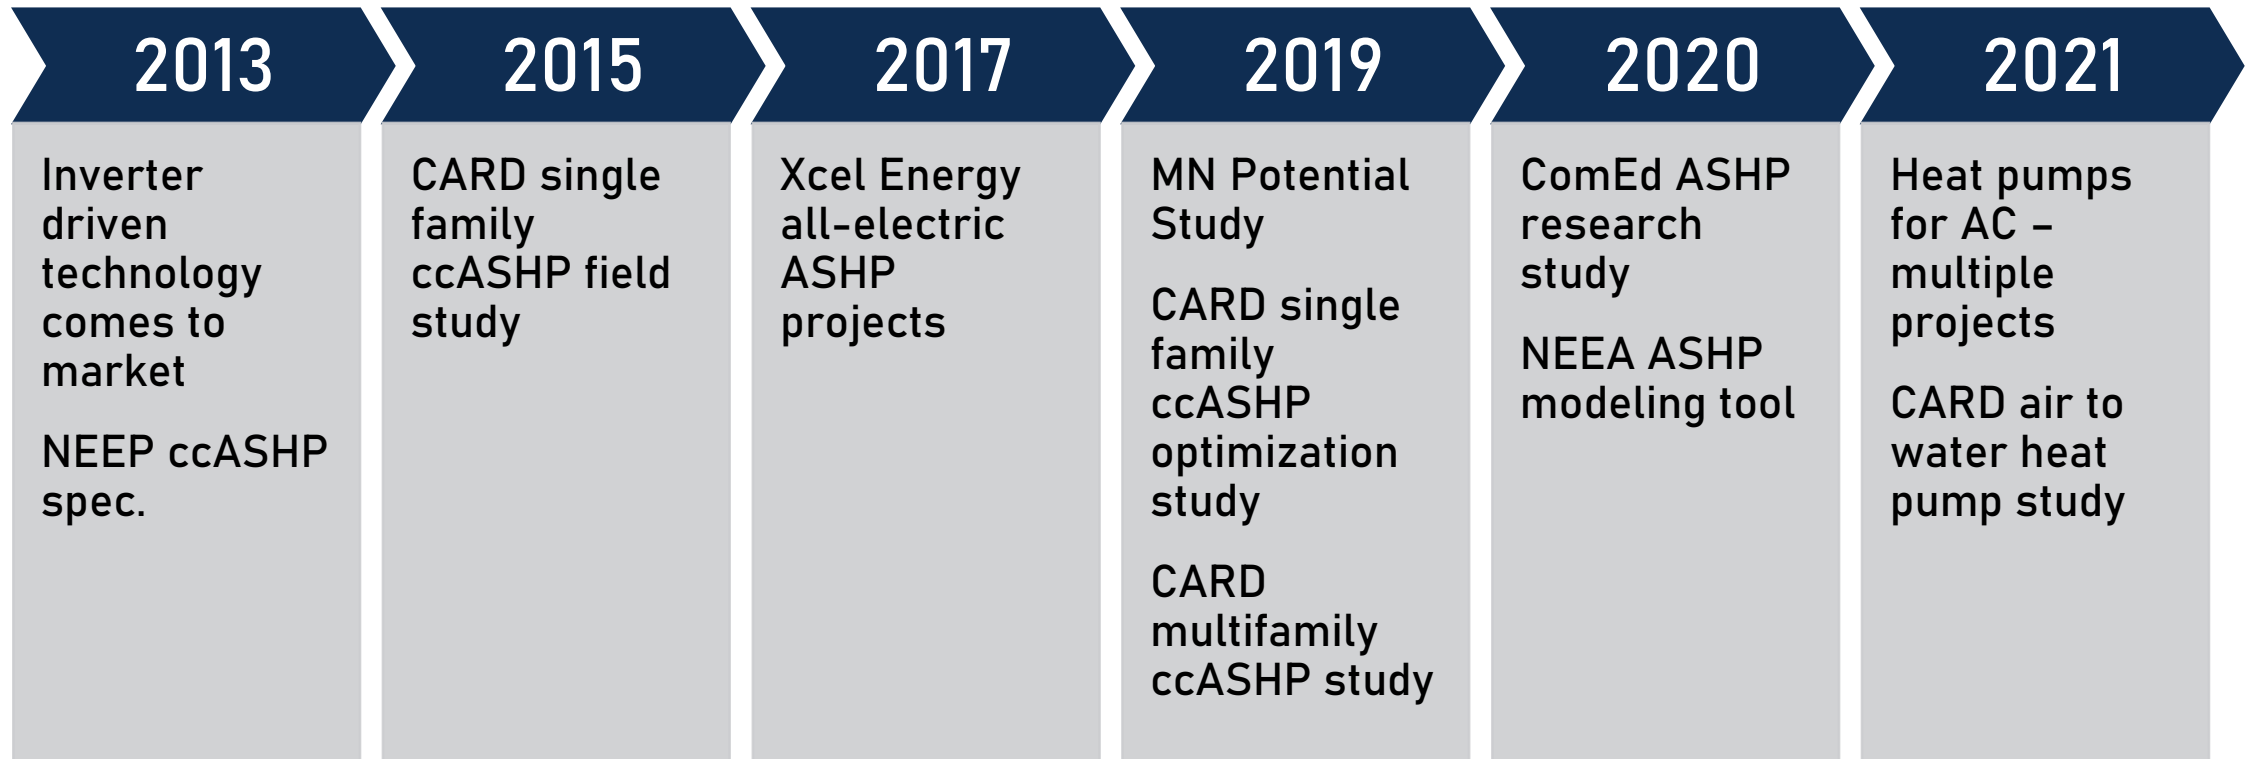 2013
Inverter
driven
technology
comes to
market
NEEP ccASHP
spec.
2015
CARD single
family
ccASHP field
study
2017
Xcel Energy
all-electric
ASHP
projects
2019
MN Potential
Study
CARD single
family
ccASHP
optimization
study
CARD
multifamily
ccASHP study
2020
ComEd ASHP
research
study
NEEA ASHP
modeling tool
2021
Heat pumps
for AC –
multiple
projects
CARD air to
water heat
pump study